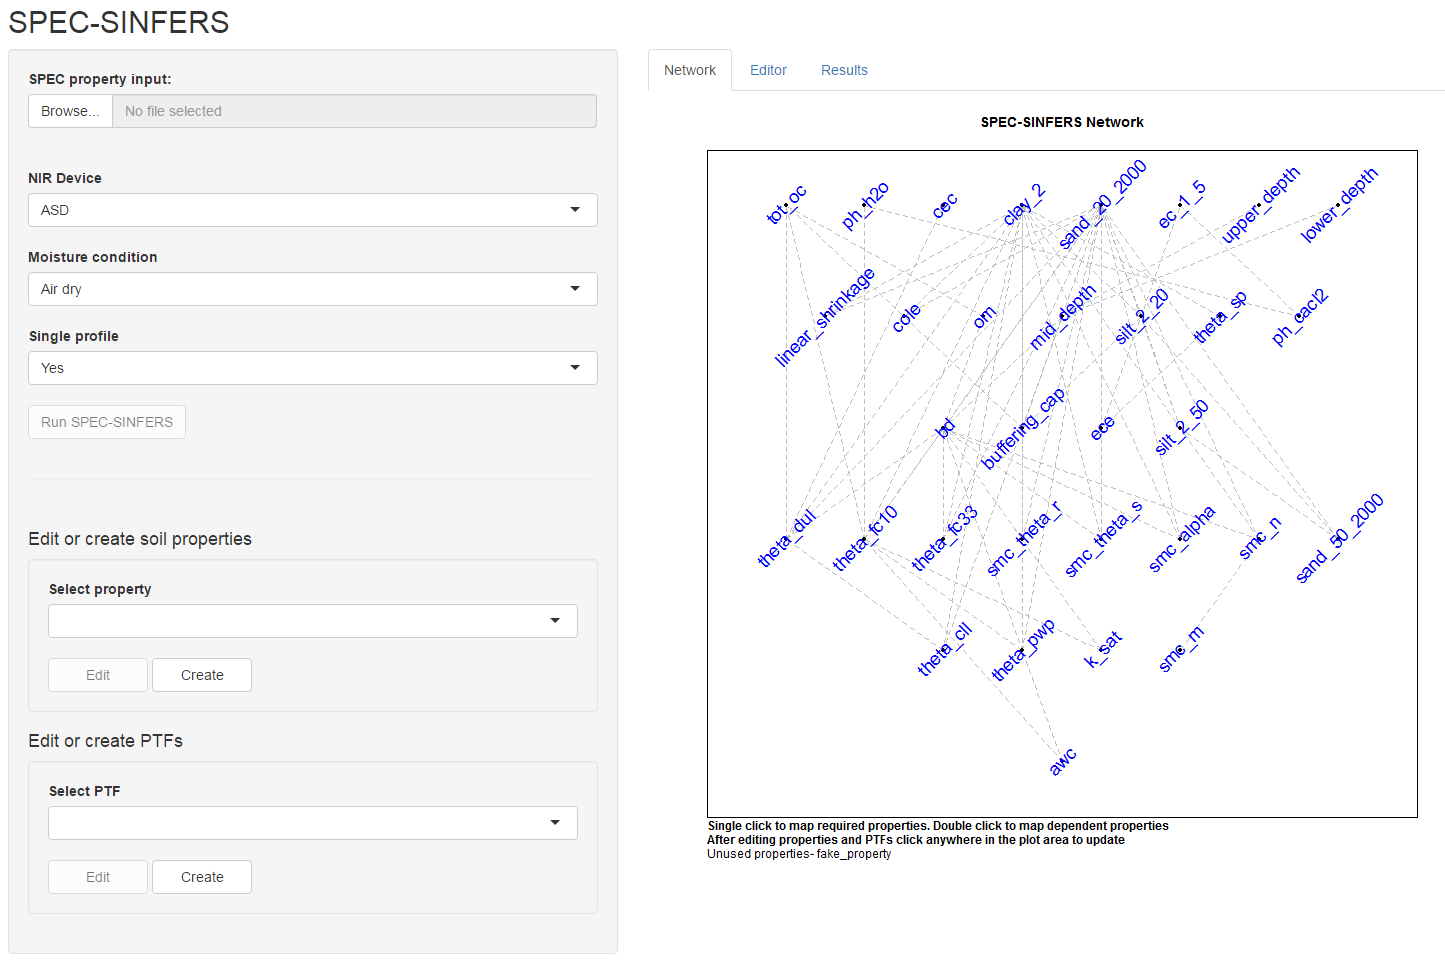 SPEC-SINFERS
SPEC property input:
Browse... No file selected
NIR Device
ASD
Moisture condition
Air dry
Single profile
Yes
Run SPEC-SINFERS
Edit or create soil properties
Select property
Edit Create
Edit or create PTFs
Select PTF
Edit Create
Network Editor Results
SPEC-SINFERS Network
tot_oc ph_h2o cec clay_2 sand_20_2000 ec_1_5 upper_depth lower_depth
linear_shrinkage cole om mid_depth silt_2_20 theta_sp ph_cacl2
bd buffering_cap ece silt_2_50
theta_dul theta_fc10 theta_fc33 smc_theta_r smc_theta_s smc_alpha smc_n sand_50_2000
theta_cll theta_pwp k_sat smc_m
awc
Single click to map required properties. Double click to map dependent properties
After editing properties and PTFs click anywhere in the plot area to update
Unused properties- fake_property